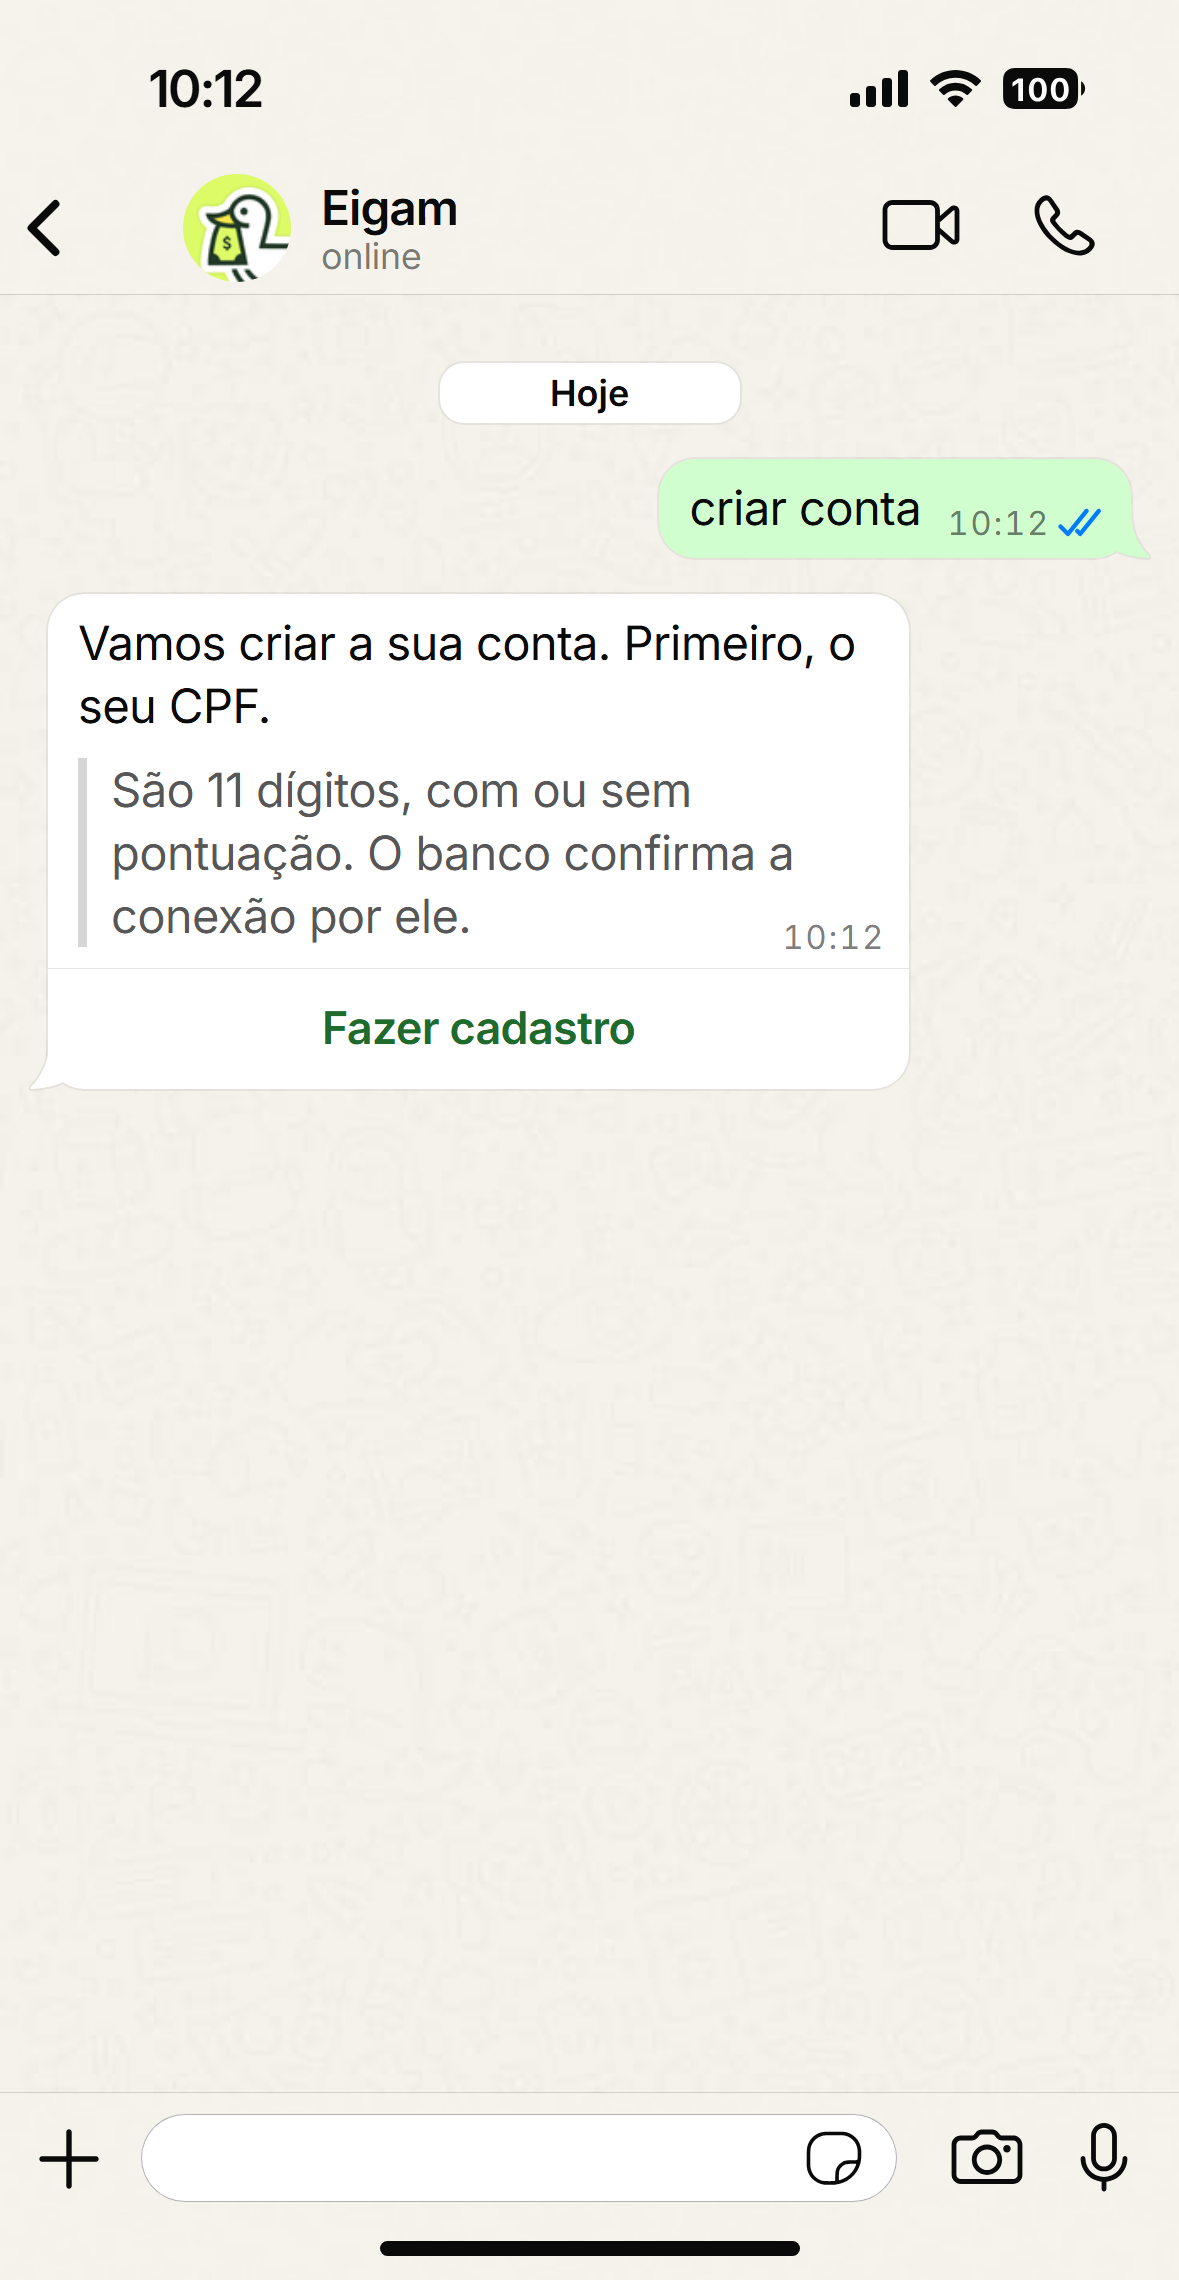 10:12
100
Eigam
online
$
Hoje
criar conta 10:12
Vamos criar a sua conta. Primeiro, o
seu CPF.
São 11 dígitos, com ou sem
pontuação. O banco confirma a
conexão por ele.
10:12
Fazer cadastro